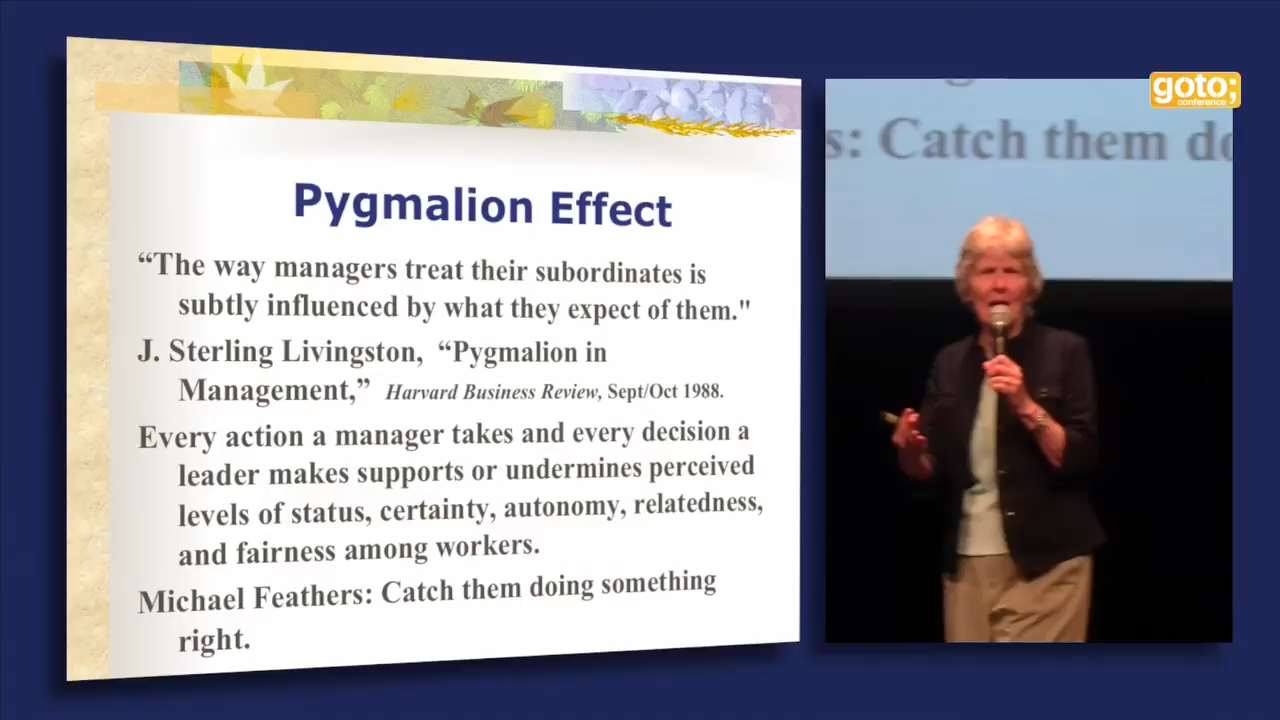 Pygmalion Effect
“The way managers treat their subordinates is
subtly influenced by what they expect of them."
J. Sterling Livingston, “Pygmalion in
Management,” Harvard Business Review, Sept/Oct 1988.
Every action a manager takes and every decision a
leader makes supports or undermines perceived
levels of status, certainty, autonomy, relatedness,
and fairness among workers.
Michael Feathers: Catch them doing something
right.
goto;
conference
s: Catch them do